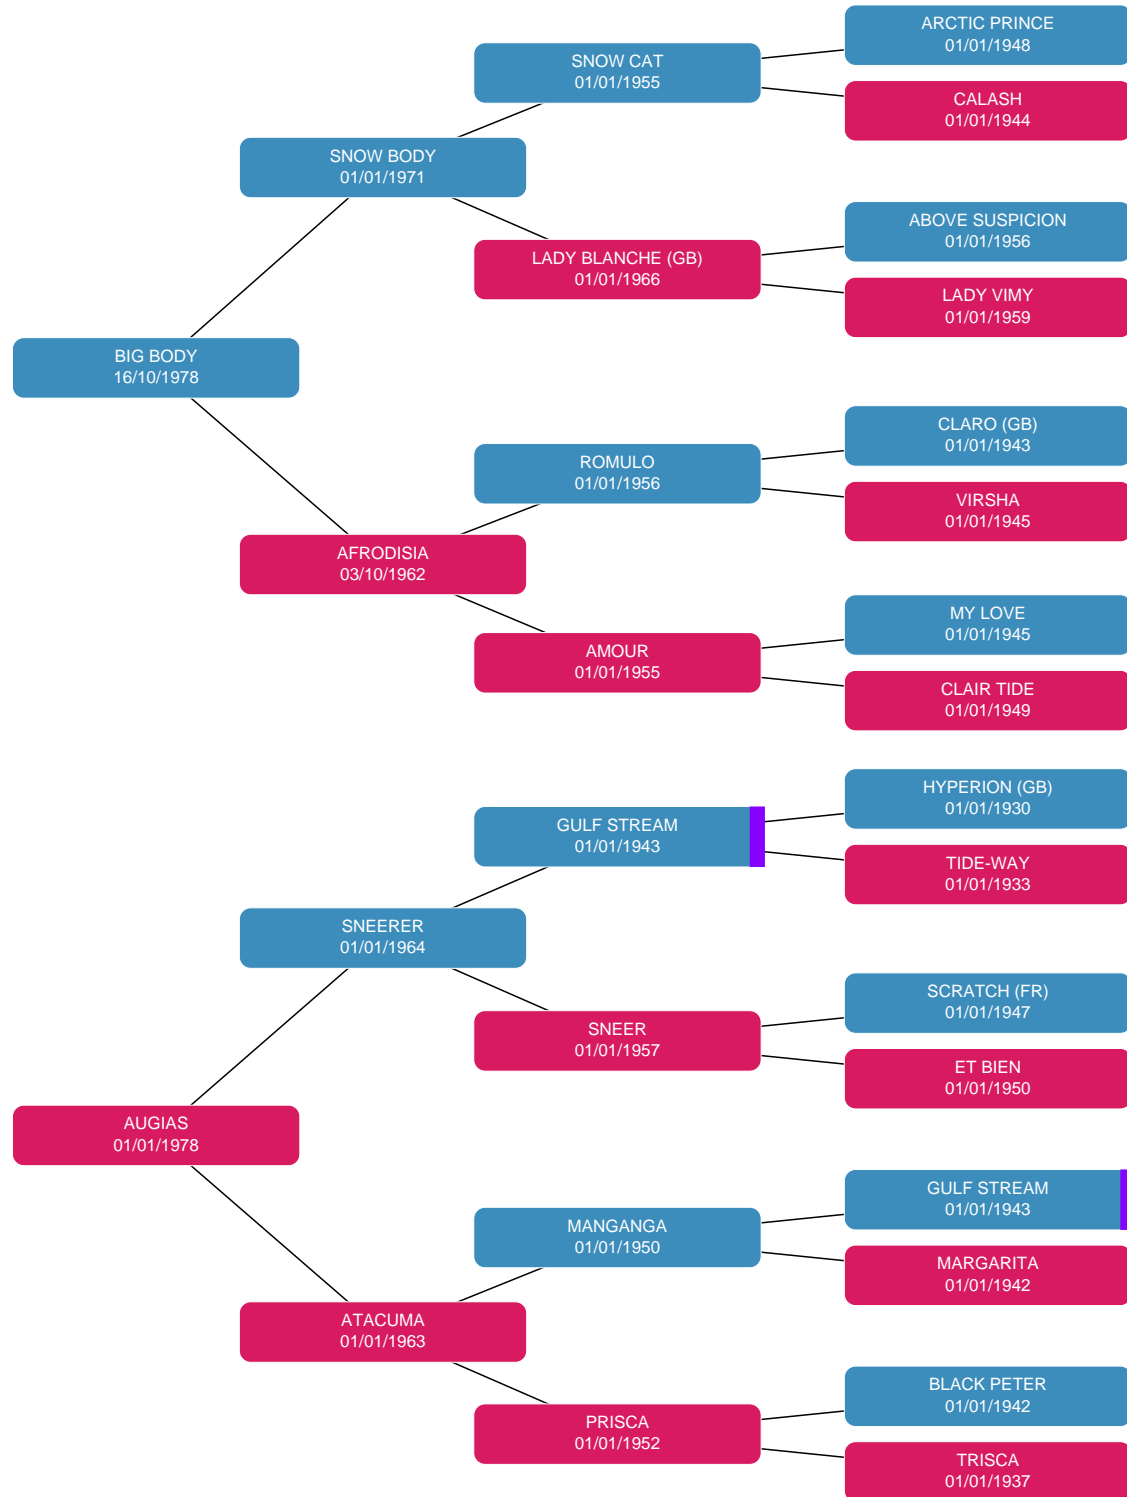 ARCTIC PRINCE
01/01/1948
SNOW CAT
01/01/1955
CALASH
01/01/1944
SNOW BODY
01/01/1971
ABOVE SUSPICION
01/01/1956
LADY BLANCHE (GB)
01/01/1966
LADY VIMY
01/01/1959
BIG BODY
16/10/1978
CLARO (GB)
01/01/1943
ROMULO
01/01/1956
VIRSHA
01/01/1945
AFRODISIA
03/10/1962
MY LOVE
01/01/1945
AMOUR
01/01/1955
CLAIR TIDE
01/01/1949
HYPERION (GB)
01/01/1930
GULF STREAM
01/01/1943
TIDE-WAY
01/01/1933
SNEERER
01/01/1964
SCRATCH (FR)
01/01/1947
SNEER
01/01/1957
ET BIEN
01/01/1950
AUGIAS
01/01/1978
GULF STREAM
01/01/1943
MANGANGA
01/01/1950
MARGARITA
01/01/1942
ATACUMA
01/01/1963
BLACK PETER
01/01/1942
PRISCA
01/01/1952
TRISCA
01/01/1937